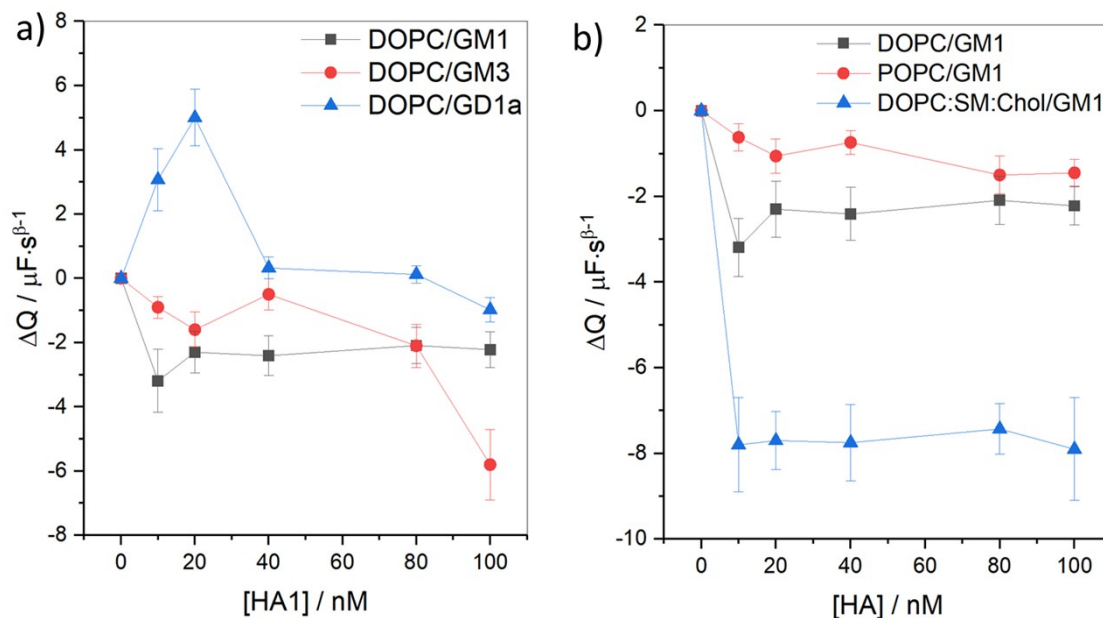 a)
DOPC/GM1
DOPC/GM3
DOPC/GD1a
8
6
4
2
0
-2
-4
-6
-8
ΔQ / μF·s^β-1
0 20 40 60 80 100
[HA1] / nM
b)
DOPC/GM1
POPC/GM1
DOPC:SM:Chol/GM1
2
0
-2
-4
-6
-8
-10
ΔQ / μF·s^β-1
0 20 40 60 80 100
[HA] / nM